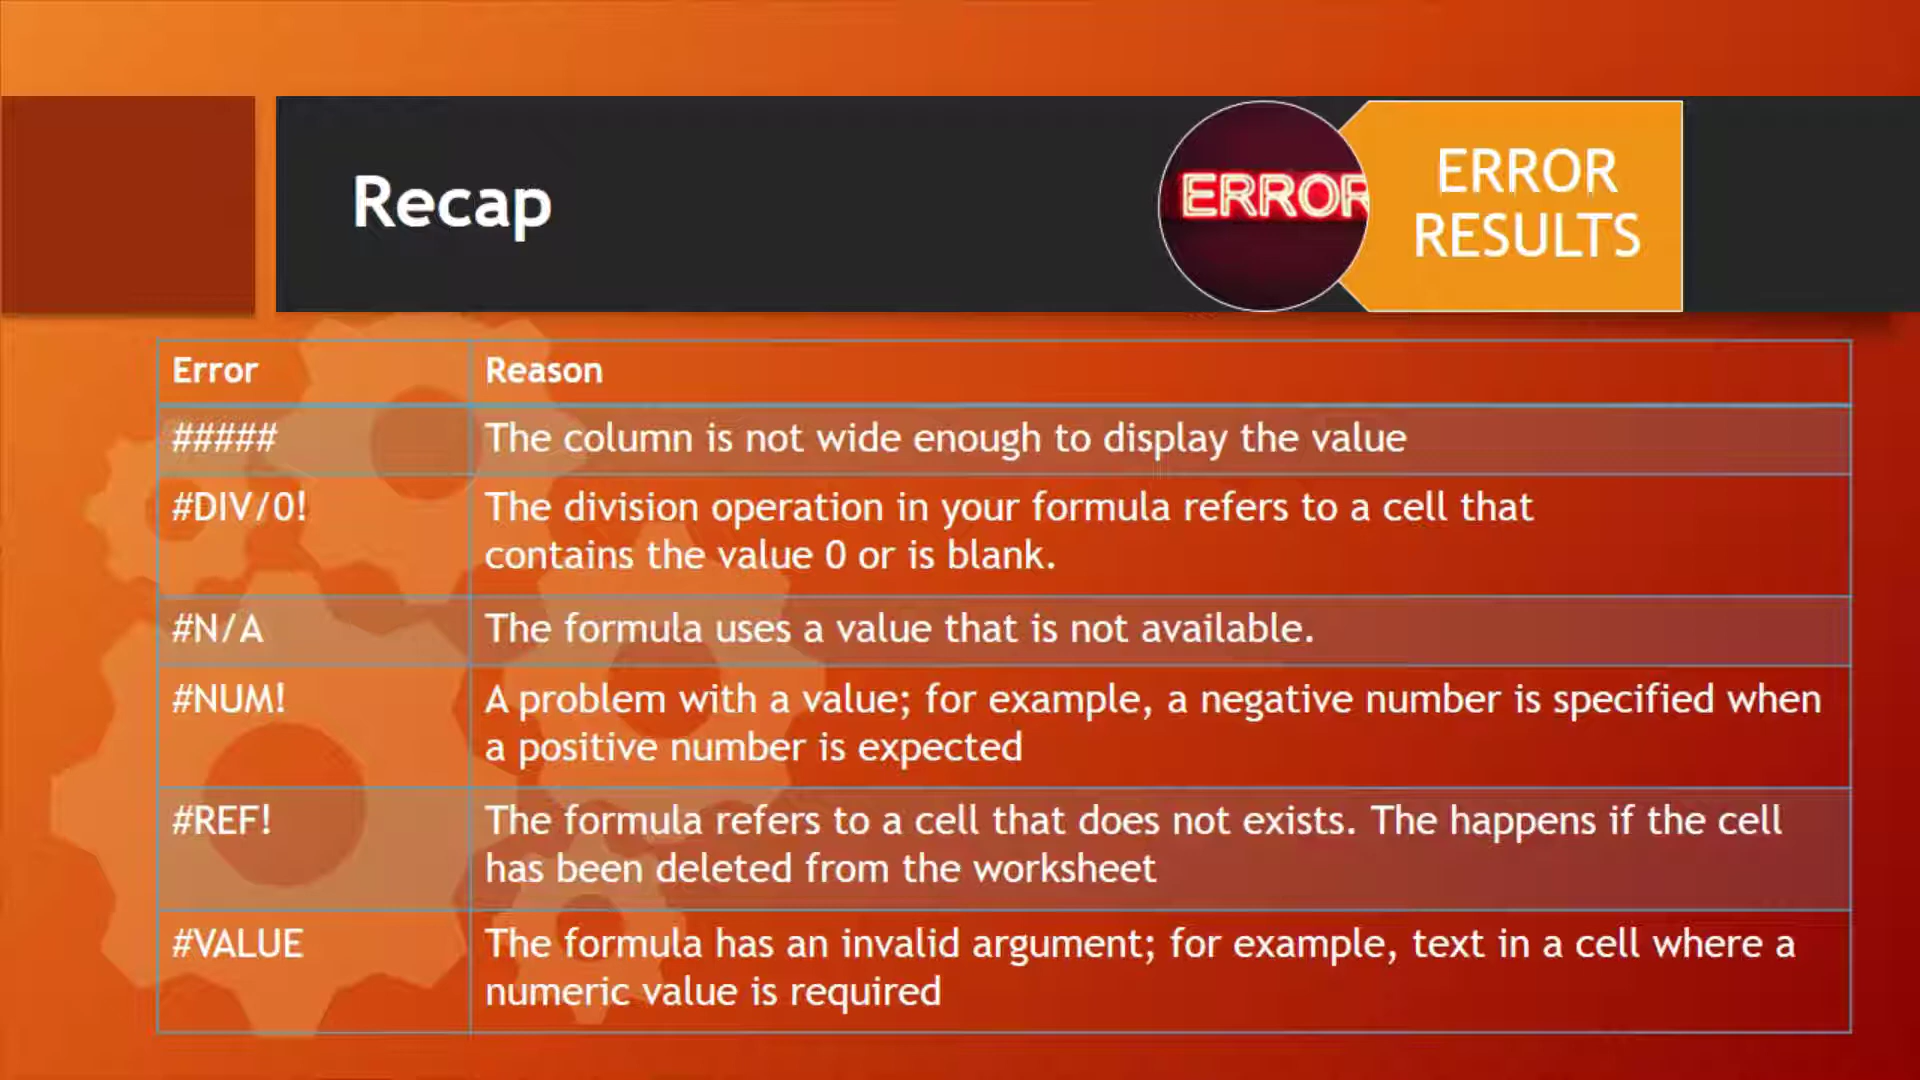 Recap
ERROR
ERROR
RESULTS
Error Reason
##### The column is not wide enough to display the value
#DIV/0! The division operation in your formula refers to a cell that
contains the value 0 or is blank.
#N/A The formula uses a value that is not available.
#NUM! A problem with a value; for example, a negative number is specified when
a positive number is expected
#REF! The formula refers to a cell that does not exists. The happens if the cell
has been deleted from the worksheet
#VALUE The formula has an invalid argument; for example, text in a cell where a
numeric value is required